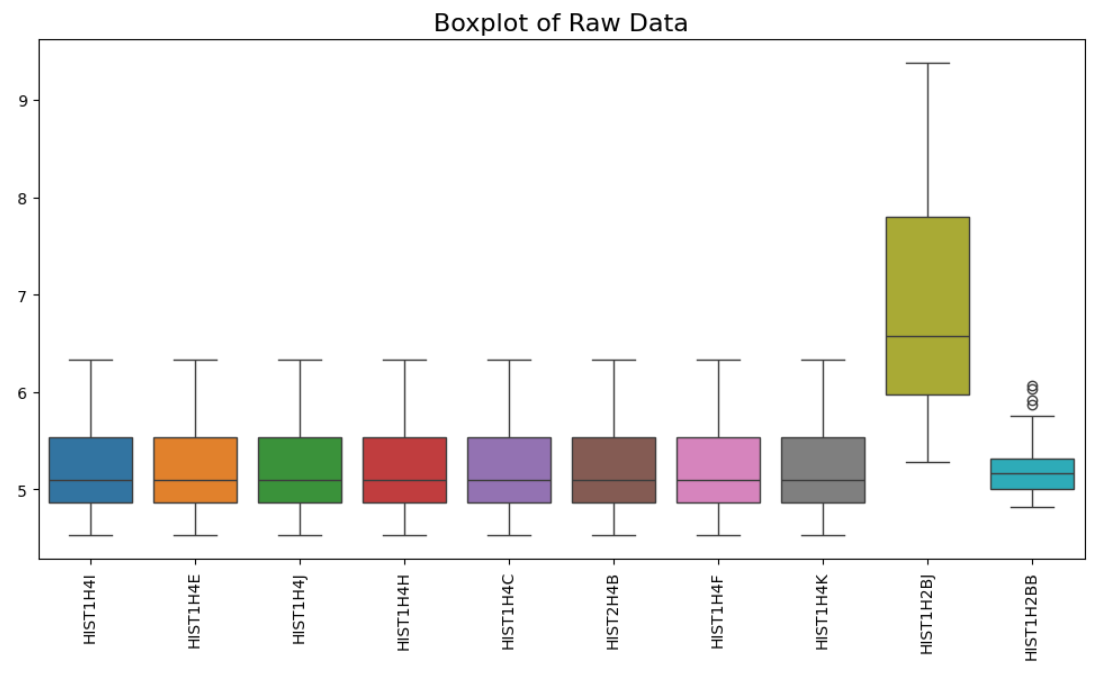 Boxplot of Raw Data
9
8
7
6
5
HIST1H4I
HIST1H4E
HIST1H4J
HIST1H4H
HIST1H4C
HIST2H4B
HIST1H4F
HIST1H4K
HIST1H2BJ
HIST1H2BB